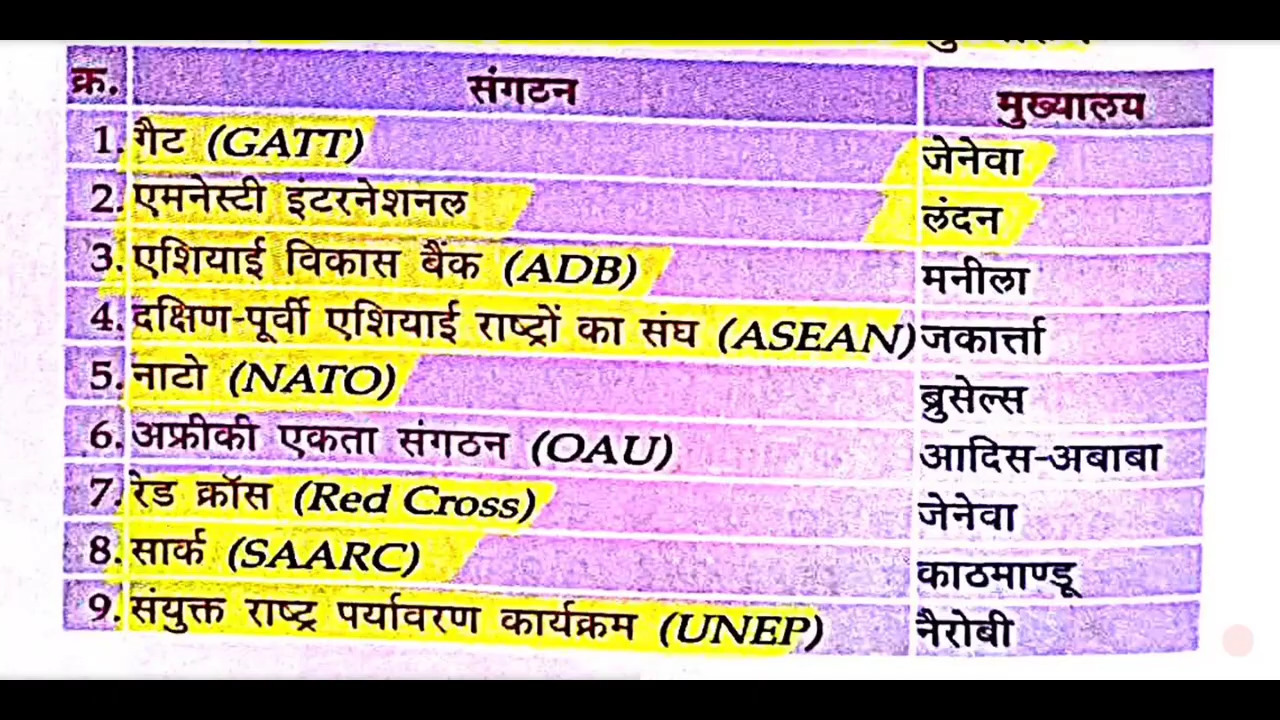 क्र. संगठन मुख्यालय
1. गैट (GATT) जेनेवा
2. एमनेस्टी इंटरनेशनल लंदन
3. एशियाई विकास बैंक (ADB) मनीला
4. दक्षिण-पूर्वी एशियाई राष्ट्रों का संघ (ASEAN) जकार्त्ता
5. नाटो (NATO) ब्रुसेल्स
6. अफ्रीकी एकता संगठन (OAU) आदिस-अबाबा
7. रेड क्रॉस (Red Cross) जेनेवा
8. सार्क (SAARC) काठमाण्डू
9. संयुक्त राष्ट्र पर्यावरण कार्यक्रम (UNEP) नैरोबी